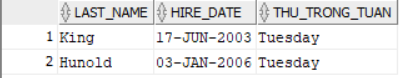 LAST_NAME HIRE_DATE THU_TRONG_TUAN
1 King 17-JUN-2003 Tuesday
2 Hunold 03-JAN-2006 Tuesday